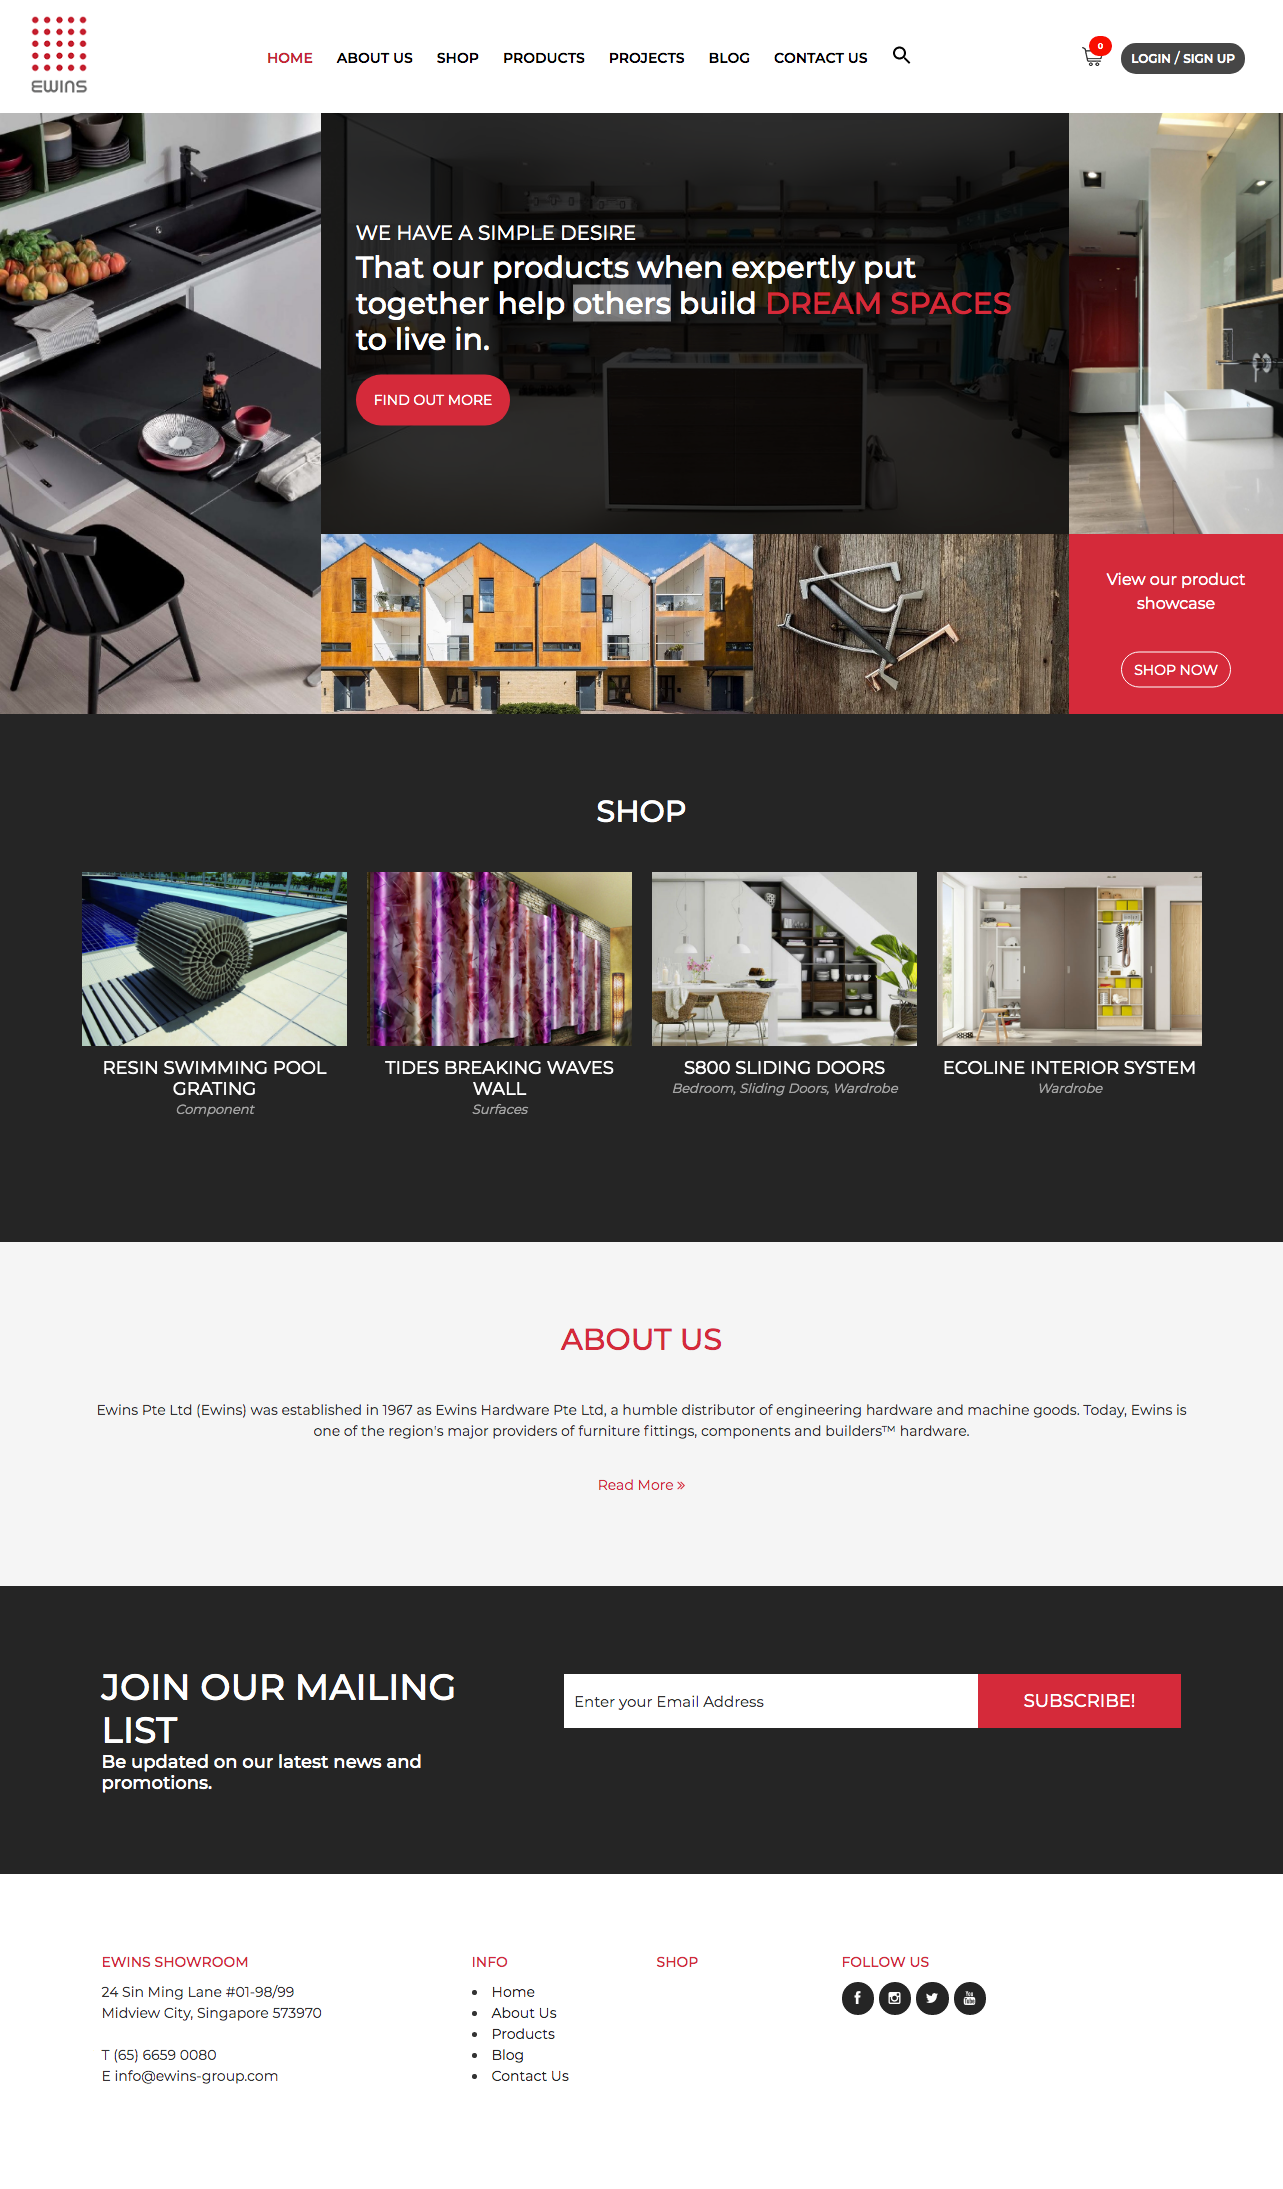 EWINS
HOME
ABOUT US
SHOP
PRODUCTS
PROJECTS
BLOG
CONTACT US
0
LOGIN / SIGN UP
WE HAVE A SIMPLE DESIRE
That our products when expertly put
together help others build DREAM SPACES
to live in.
FIND OUT MORE
View our product
showcase
SHOP NOW
SHOP
RESIN SWIMMING POOL
GRATING
Component
TIDES BREAKING WAVES
WALL
Surfaces
S800 SLIDING DOORS
Bedroom, Sliding Doors, Wardrobe
ECOLINE INTERIOR SYSTEM
Wardrobe
ABOUT US
Ewins Pte Ltd (Ewins) was established in 1967 as Ewins Hardware Pte Ltd, a humble distributor of engineering hardware and machine goods. Today, Ewins is
one of the region's major providers of furniture fittings, components and builders™ hardware.
Read More »
JOIN OUR MAILING
LIST
Be updated on our latest news and
promotions.
Enter your Email Address
SUBSCRIBE!
EWINS SHOWROOM
24 Sin Ming Lane #01-98/99
Midview City, Singapore 573970
T (65) 6659 0080
E info@ewins-group.com
INFO
• Home
• About Us
• Products
• Blog
• Contact Us
SHOP
FOLLOW US
You
Tube